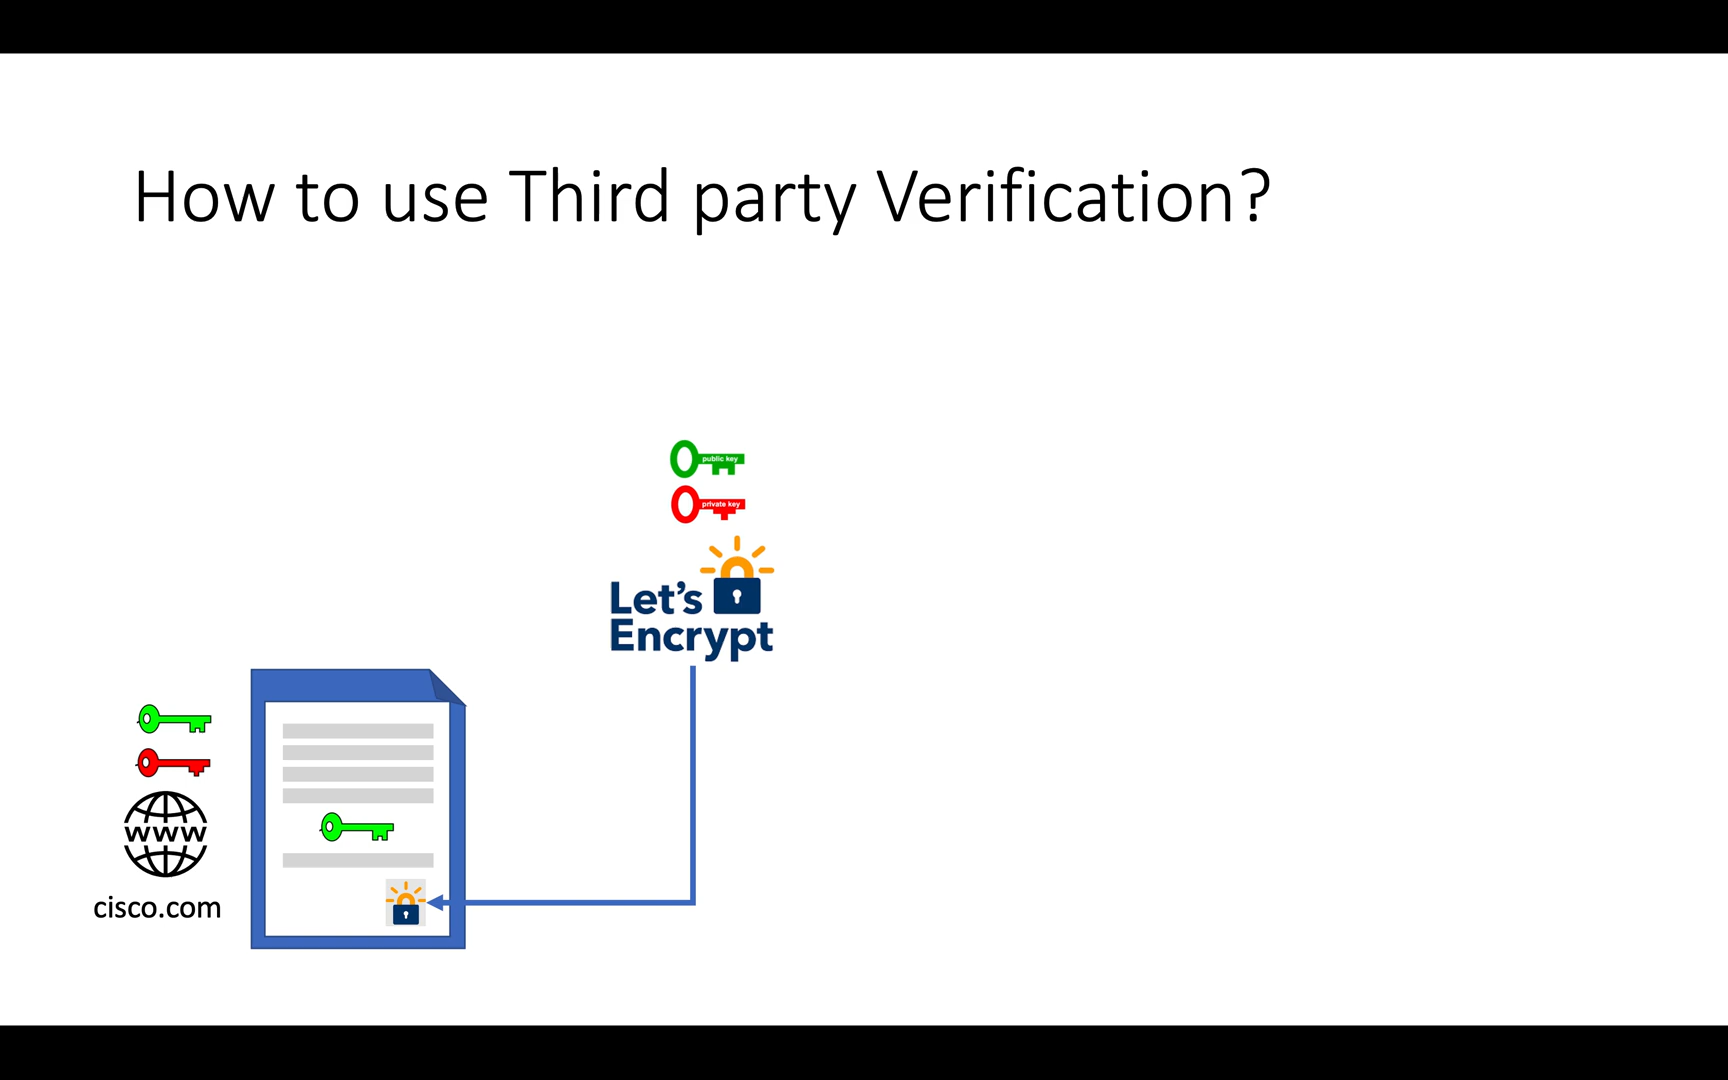 How to use Third party Verification?
public key
private key
Let's
Encrypt
www
cisco.com